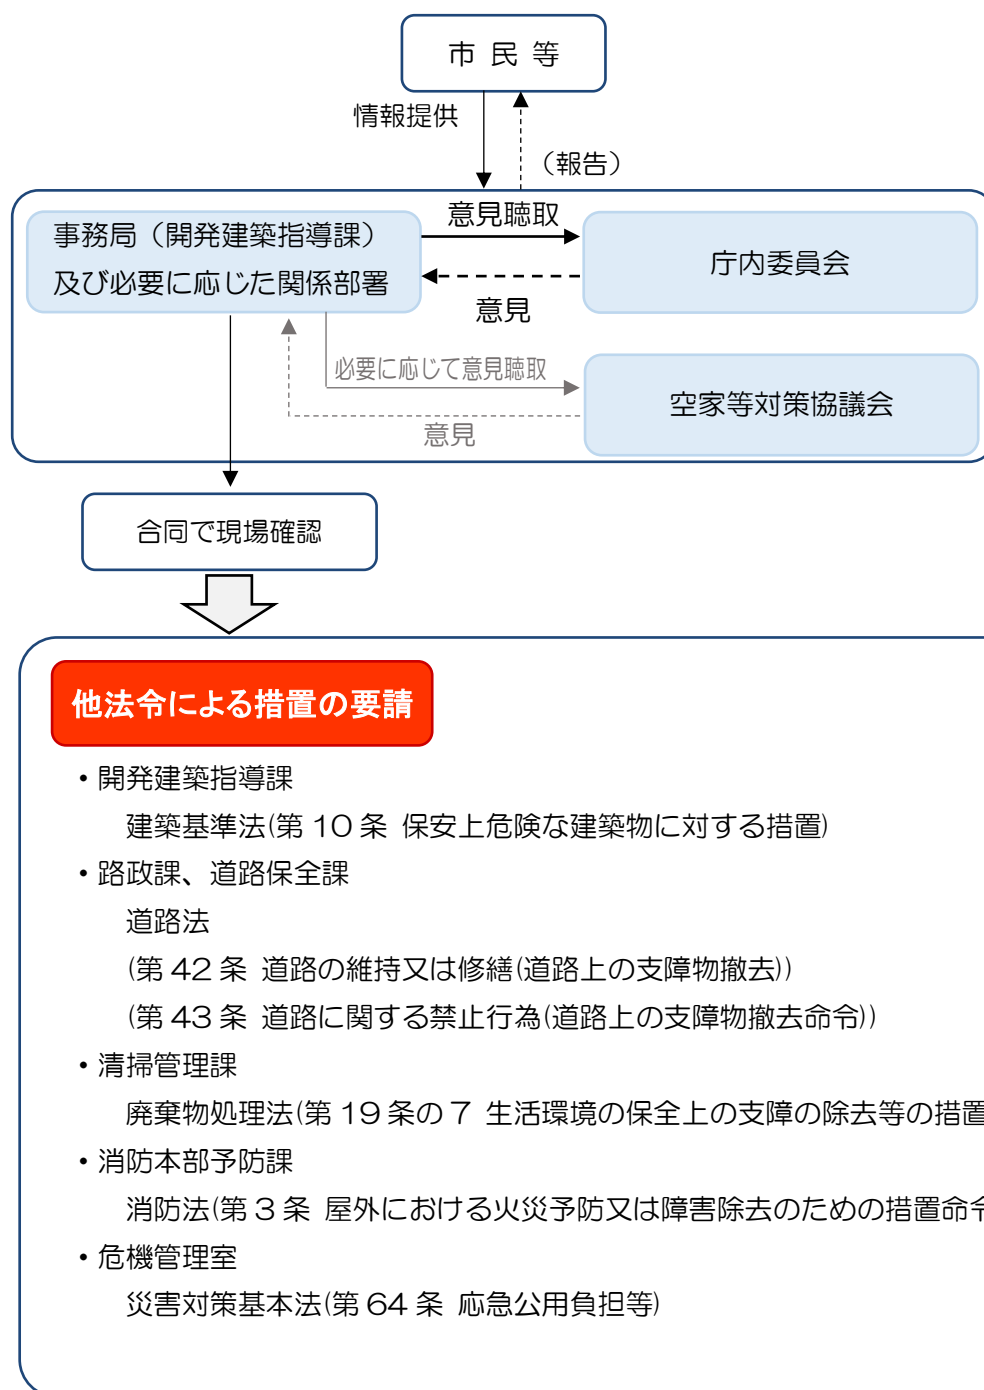 市 民 等
情報提供
（報告）
事務局（開発建築指導課）
及び必要に応じた関係部署
意見聴取
意見
庁内委員会
必要に応じて意見聴取
意見
空家等対策協議会
合同で現場確認
他法令による措置の要請
・開発建築指導課
建築基準法(第 10 条 保安上危険な建築物に対する措置)
・路政課、道路保全課
道路法
(第 42 条 道路の維持又は修繕(道路上の支障物撤去))
(第 43 条 道路に関する禁止行為(道路上の支障物撤去命令))
・清掃管理課
廃棄物処理法(第 19 条の 7 生活環境の保全上の支障の除去等の措置
・消防本部予防課
消防法(第 3 条 屋外における火災予防又は障害除去のための措置命令
・危機管理室
災害対策基本法(第 64 条 応急公用負担等)